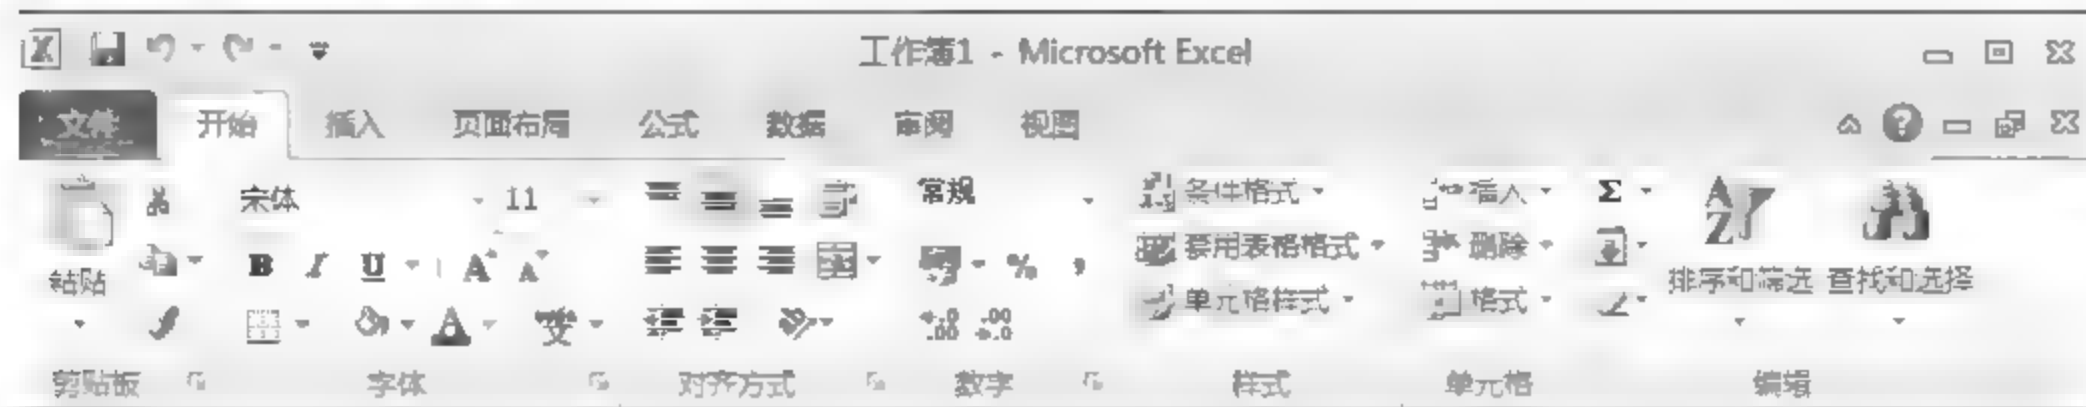 工作簿1 - Microsoft Excel
文件 开始 插入 页面布局 公式 数据 审阅 视图
宋体 11 常规 条件格式 插入 Σ
B I U A A % , 套用表格格式 删除
粘贴 单元格样式 格式 排序和筛选 查找和选择
剪贴板 字体 对齐方式 数字 样式 单元格 编辑